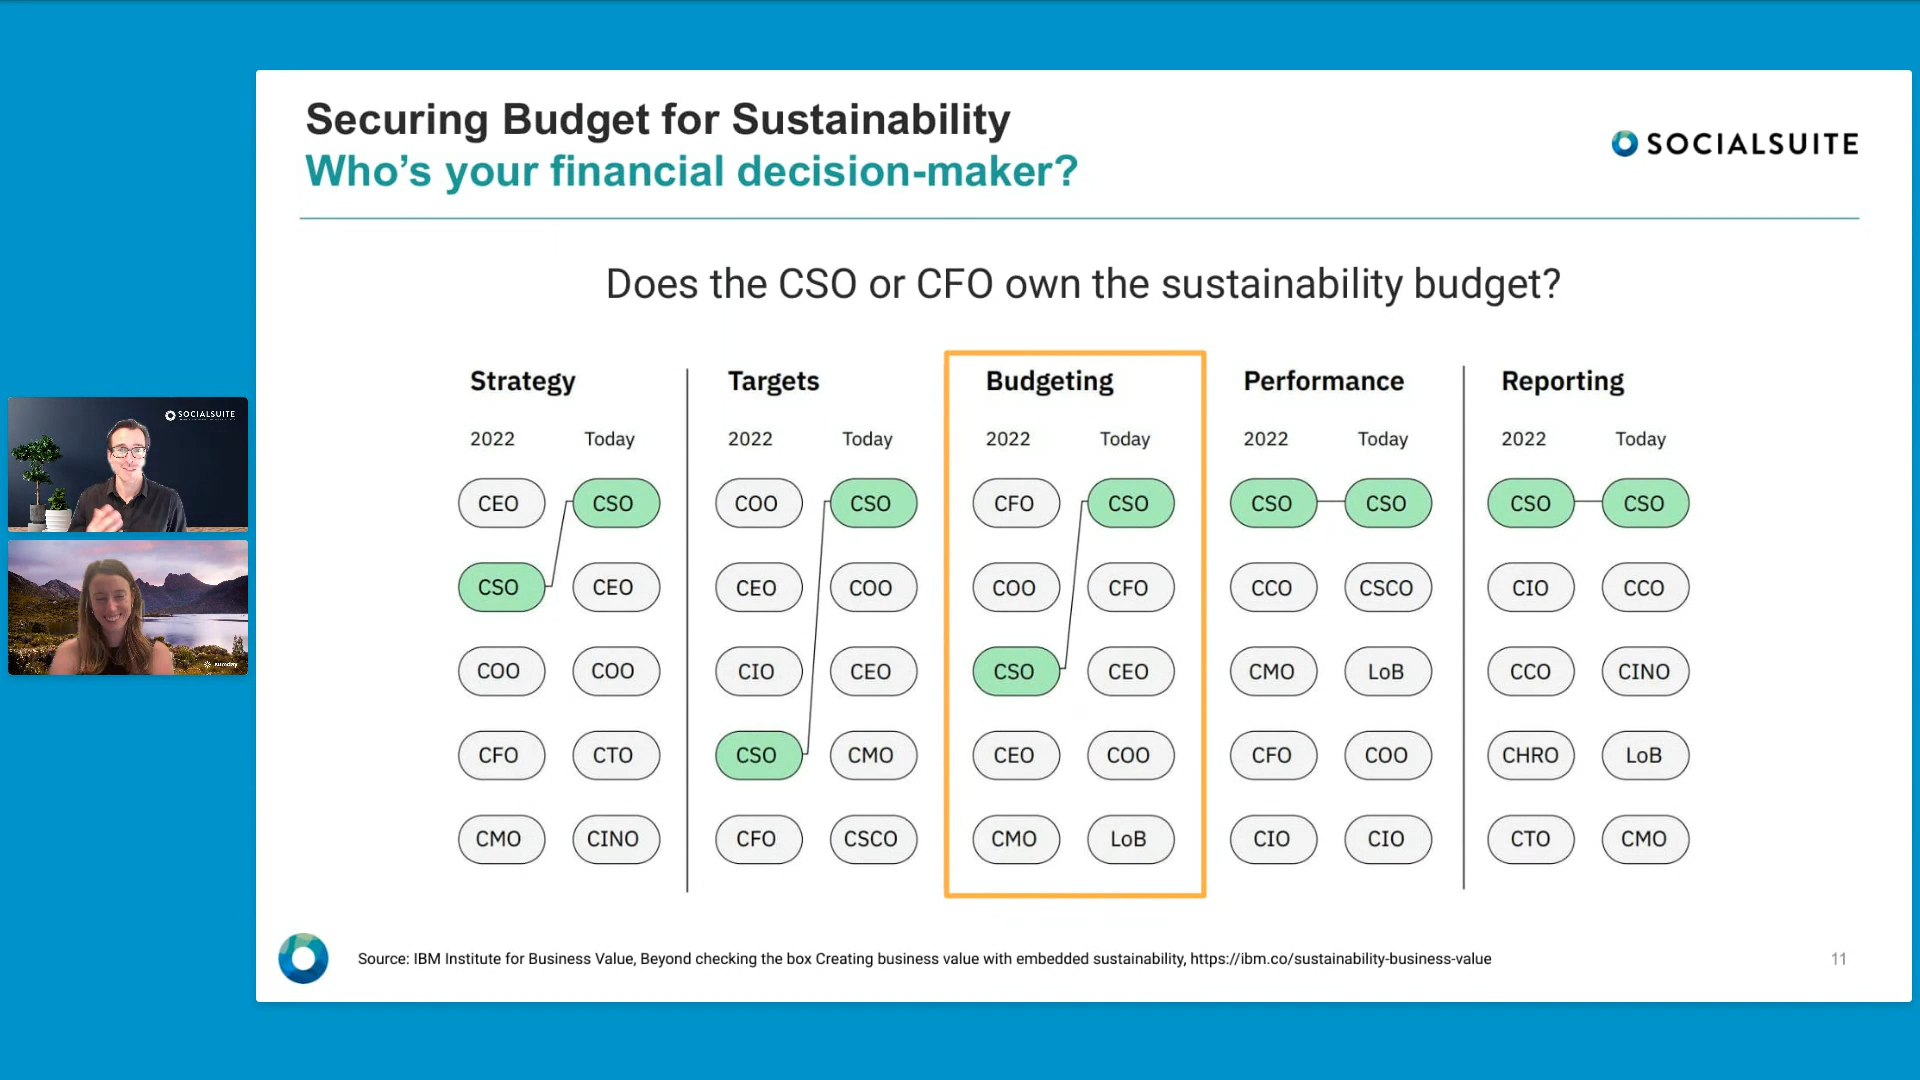 Securing Budget for Sustainability
Who's your financial decision-maker?
SOCIALSUITE
Does the CSO or CFO own the sustainability budget?
Strategy Targets Budgeting Performance Reporting
2022 Today 2022 Today 2022 Today 2022 Today 2022 Today
CEO CSO COO CSO CFO CSO CSO CSO CSO CSO
CSO CEO CEO COO COO CFO CCO CSCO CIO CCO
COO COO CIO CEO CSO CEO CMO LoB CCO CINO
CFO CTO CSO CMO CEO COO CFO COO CHRO LoB
CMO CINO CFO CSCO CMO LoB CIO CIO CTO CMO
Source: IBM Institute for Business Value, Beyond checking the box Creating business value with embedded sustainability, https://ibm.co/sustainability-business-value
11
SOCIALSUITE
sumday